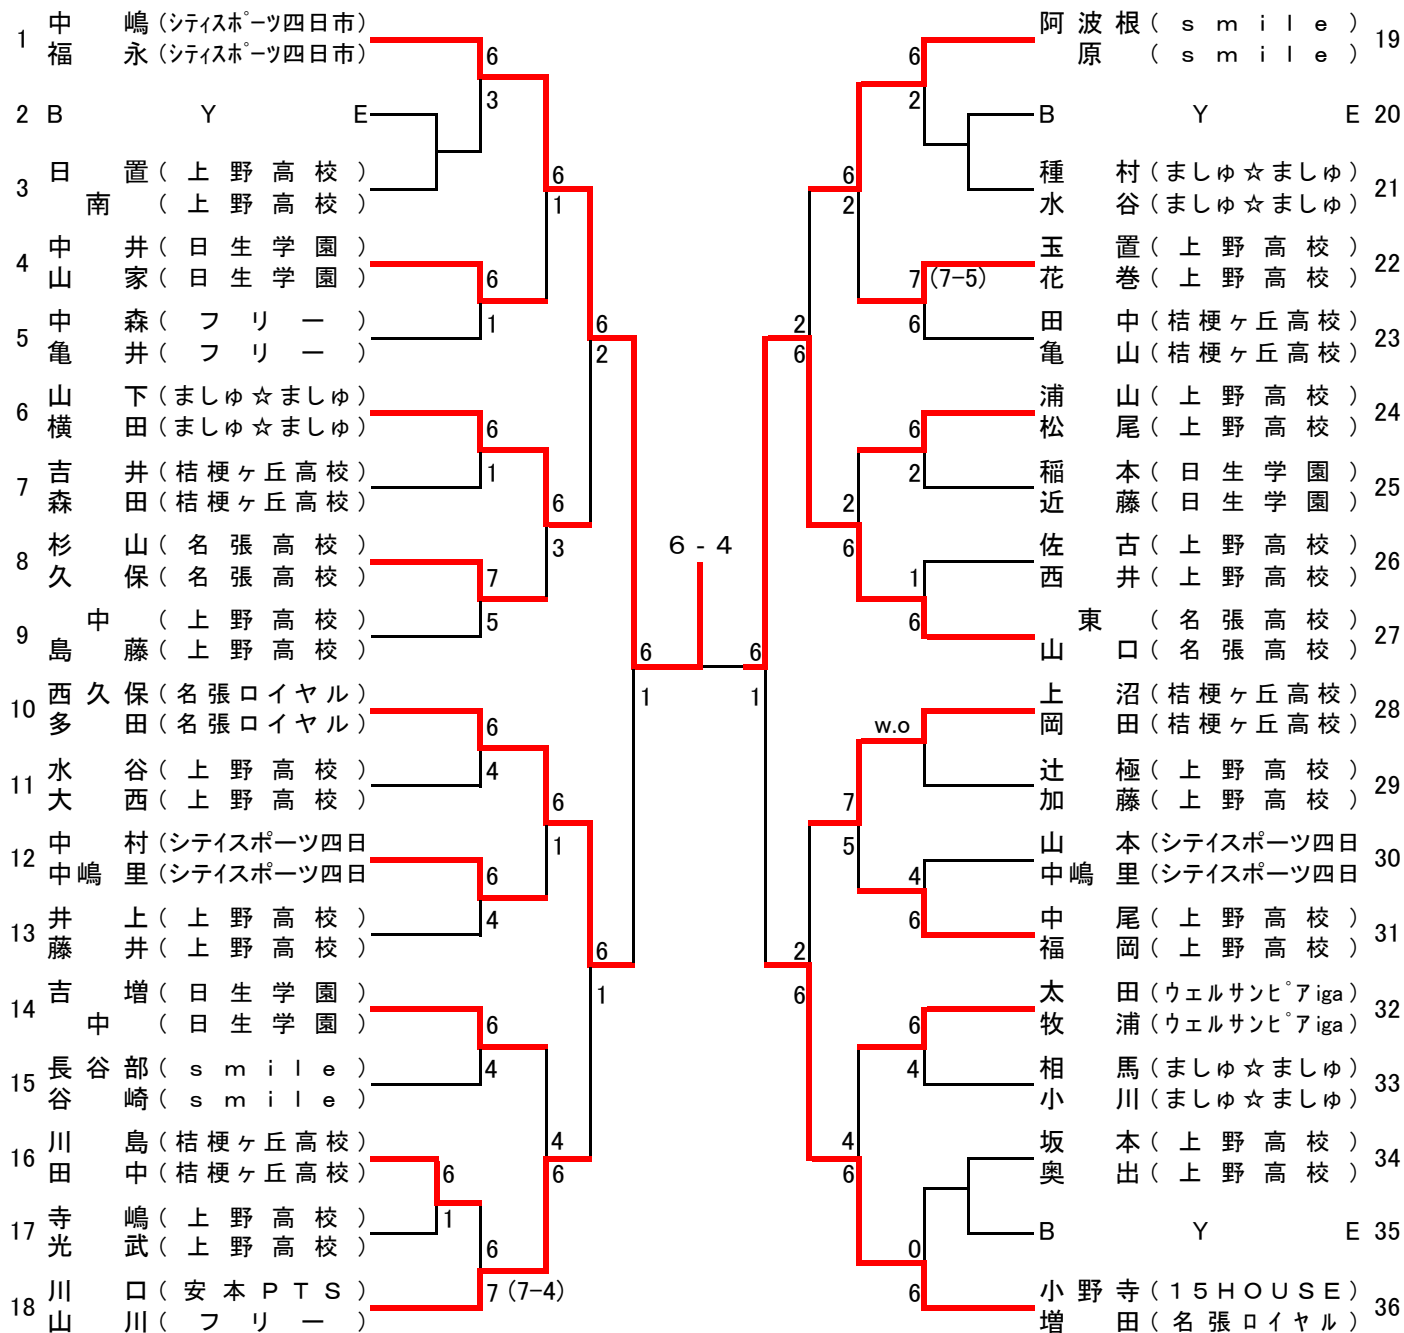 1 中嶋(シティスポーツ四日市)
福永(シティスポーツ四日市)
2 BYE
3 日置(上野高校)
南(上野高校)
4 中井(日生学園)
山家(日生学園)
5 中森(フリー)
亀井(フリー)
6 山下(ましゅ☆ましゅ)
横田(ましゅ☆ましゅ)
7 吉井(桔梗ヶ丘高校)
森田(桔梗ヶ丘高校)
8 杉山(名張高校)
久保(名張高校)
9 中(上野高校)
島藤(上野高校)
10 西久保(名張ロイヤル)
多田(名張ロイヤル)
11 水谷(上野高校)
大西(上野高校)
12 中村(シテイスポーツ四日
中嶋里(シテイスポーツ四日
13 井上(上野高校)
藤井(上野高校)
14 吉増(日生学園)
中(日生学園)
15 長谷部(smile)
谷崎(smile)
16 川島(桔梗ヶ丘高校)
田中(桔梗ヶ丘高校)
17 寺嶋(上野高校)
光武(上野高校)
18 川口(安本PTS)
山川(フリー)
6
3
6
1
6
1
7
5
6
4
6
4
6
4
6
1
6
7 (7-4)
6
1
6
3
6
1
4
6
6
2
6
1
6
1
6-4
6
1
2
6
2
6
6
2
2
6
7
5
4
6
6
2
7 (7-5)
6
6
2
1
6
w.o
4
6
6
4
0
6
阿波根(smile) 19
原(smile)
BYE 20
種村(ましゅ☆ましゅ) 21
水谷(ましゅ☆ましゅ)
玉置(上野高校) 22
花巻(上野高校)
田中(桔梗ヶ丘高校) 23
亀山(桔梗ヶ丘高校)
浦山(上野高校) 24
松尾(上野高校)
稲本(日生学園) 25
近藤(日生学園)
佐古(上野高校) 26
西井(上野高校)
東(名張高校) 27
山口(名張高校)
上沼(桔梗ヶ丘高校) 28
岡田(桔梗ヶ丘高校)
辻極(上野高校) 29
加藤(上野高校)
山本(シテイスポーツ四日 30
中嶋里(シテイスポーツ四日
中尾(上野高校) 31
福岡(上野高校)
太田(ウェルサンピアiga) 32
牧浦(ウェルサンピアiga)
相馬(ましゅ☆ましゅ) 33
小川(ましゅ☆ましゅ)
坂本(上野高校) 34
奥出(上野高校)
BYE 35
小野寺(15HOUSE) 36
増田(名張ロイヤル)